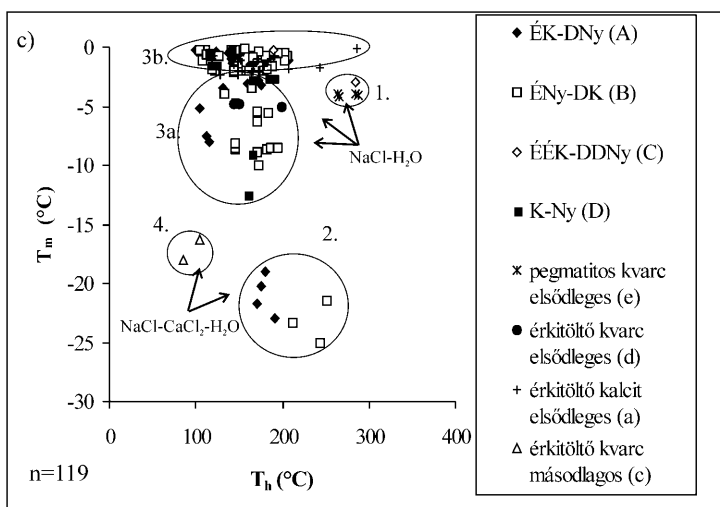 c)
0
-5
-10
-15
-20
-25
-30
Tm (°C)
0 100 200 300 400
Th (°C)
n=119
3b.
1.
3a.
NaCl-H2O
4.
2.
NaCl-CaCl2-H2O
ÉK-DNy (A)
ÉNy-DK (B)
ÉÉK-DDNy (C)
K-Ny (D)
pegmatitos kvarc
elsődleges (e)
érkitöltő kvarc
elsődleges (d)
érkitöltő kalcit
elsődleges (a)
érkitöltő kvarc
másodlagos (c)